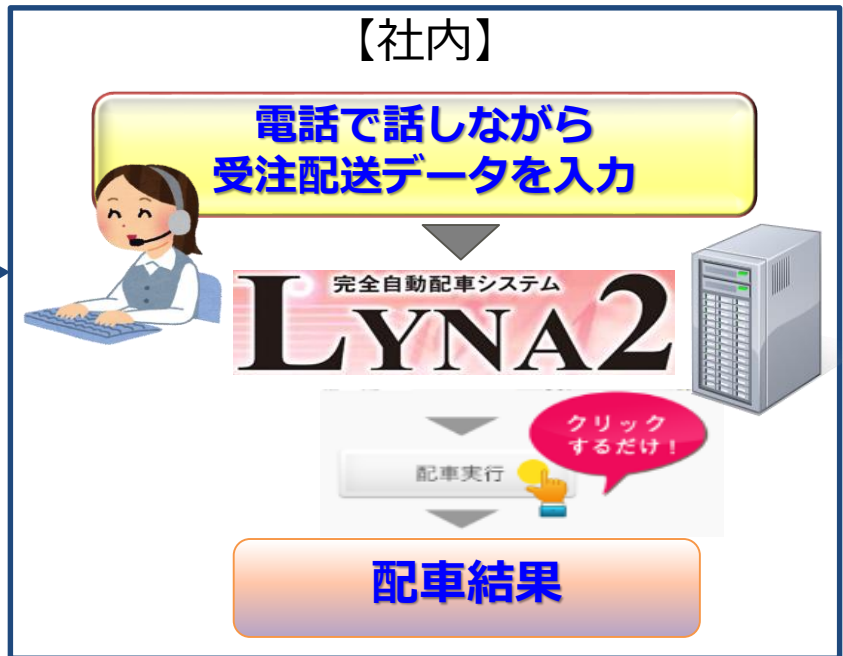 【社内】
電話で話しながら
受注配送データを入力
完全自動配車システム
LYNA2
クリック
するだけ！
配車実行
配車結果